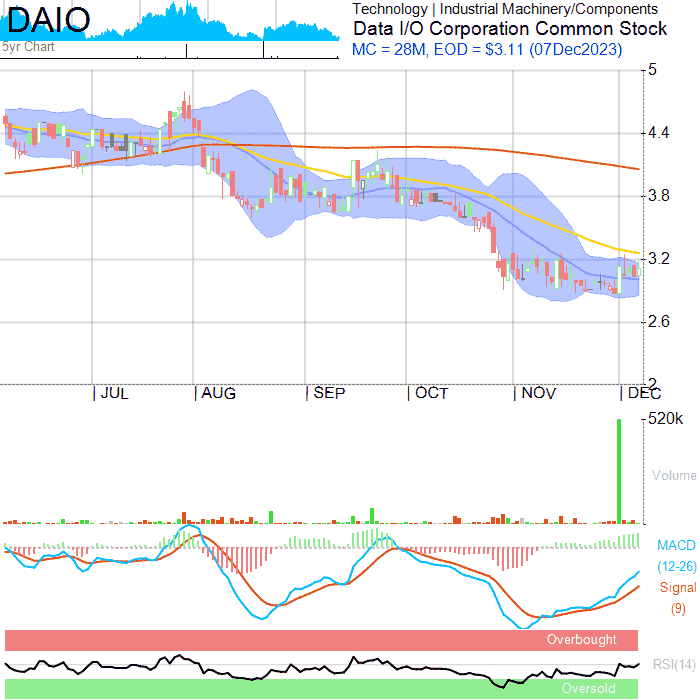 DAIO
5yr Chart
Technology | Industrial Machinery/Components
Data I/O Corporation Common Stock
MC = 28M, EOD = $3.11 (07Dec2023)
5
4.4
3.8
3.2
2.6
2
JUL AUG SEP OCT NOV DEC
520k
Volume
MACD
(12-26)
Signal
(9)
Overbought
RSI(14)
Oversold